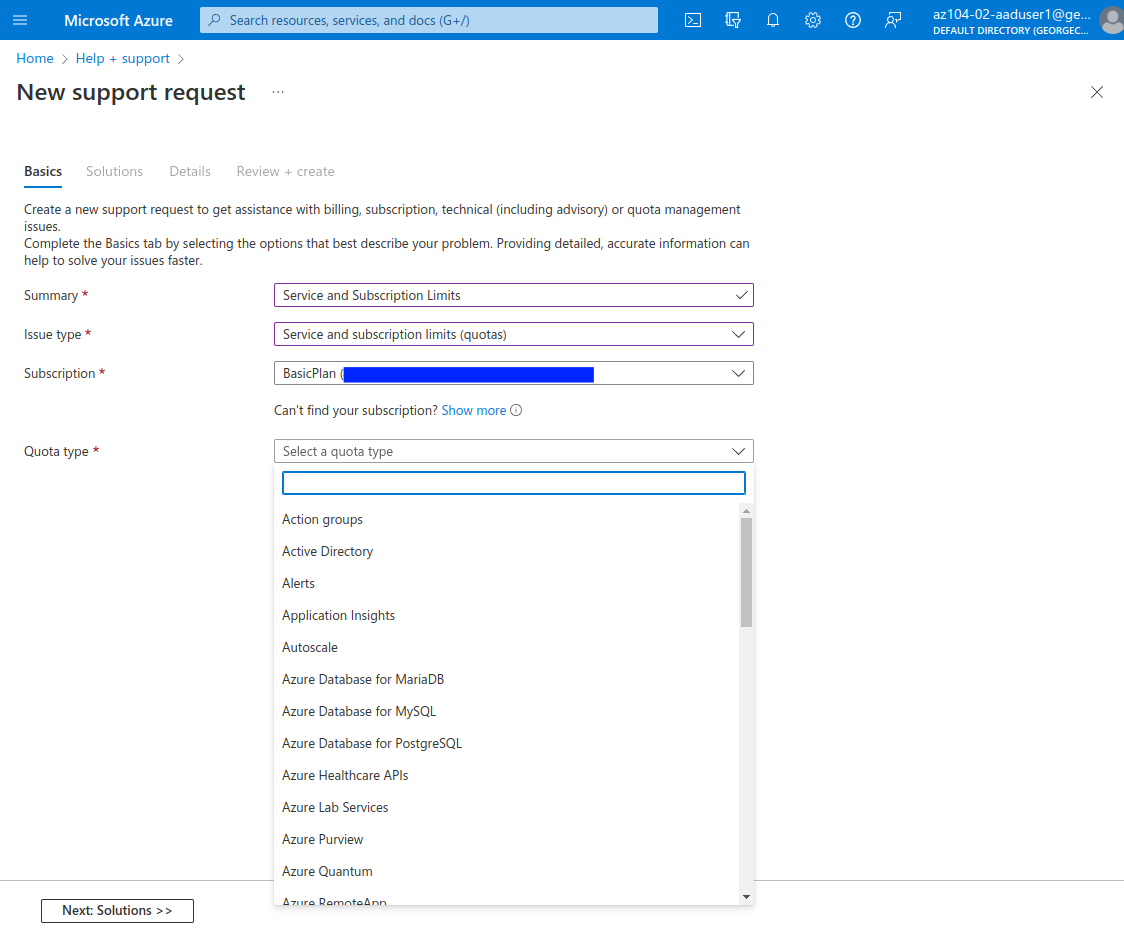 Microsoft Azure
Search resources, services, and docs (G+/)
az104-02-aaduser1@ge...
DEFAULT DIRECTORY (GEORGEC...
Home > Help + support >
New support request ...
Basics Solutions Details Review + create
Create a new support request to get assistance with billing, subscription, technical (including advisory) or quota management
issues.
Complete the Basics tab by selecting the options that best describe your problem. Providing detailed, accurate information can
help to solve your issues faster.
Summary * Service and Subscription Limits
Issue type * Service and subscription limits (quotas)
Subscription * BasicPlan (
Can't find your subscription? Show more
Quota type * Select a quota type
Action groups
Active Directory
Alerts
Application Insights
Autoscale
Azure Database for MariaDB
Azure Database for MySQL
Azure Database for PostgreSQL
Azure Healthcare APIs
Azure Lab Services
Azure Purview
Azure Quantum
Azure RemoteApp
Next: Solutions >>